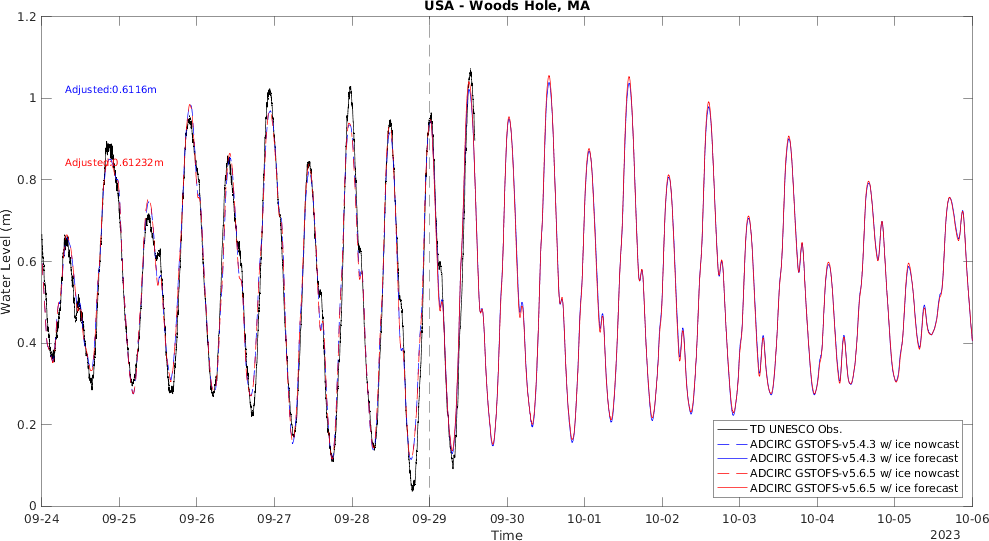 USA - Woods Hole, MA
Water Level (m)
1.2
1
0.8
0.6
0.4
0.2
0
Adjusted:0.6116m
Adjusted:0.61232m
TD UNESCO Obs.
ADCIRC GSTOFS-v5.4.3 w/ ice nowcast
ADCIRC GSTOFS-v5.4.3 w/ ice forecast
ADCIRC GSTOFS-v5.6.5 w/ ice nowcast
ADCIRC GSTOFS-v5.6.5 w/ ice forecast
09-24 09-25 09-26 09-27 09-28 09-29 09-30 10-01 10-02 10-03 10-04 10-05 10-06
Time
2023